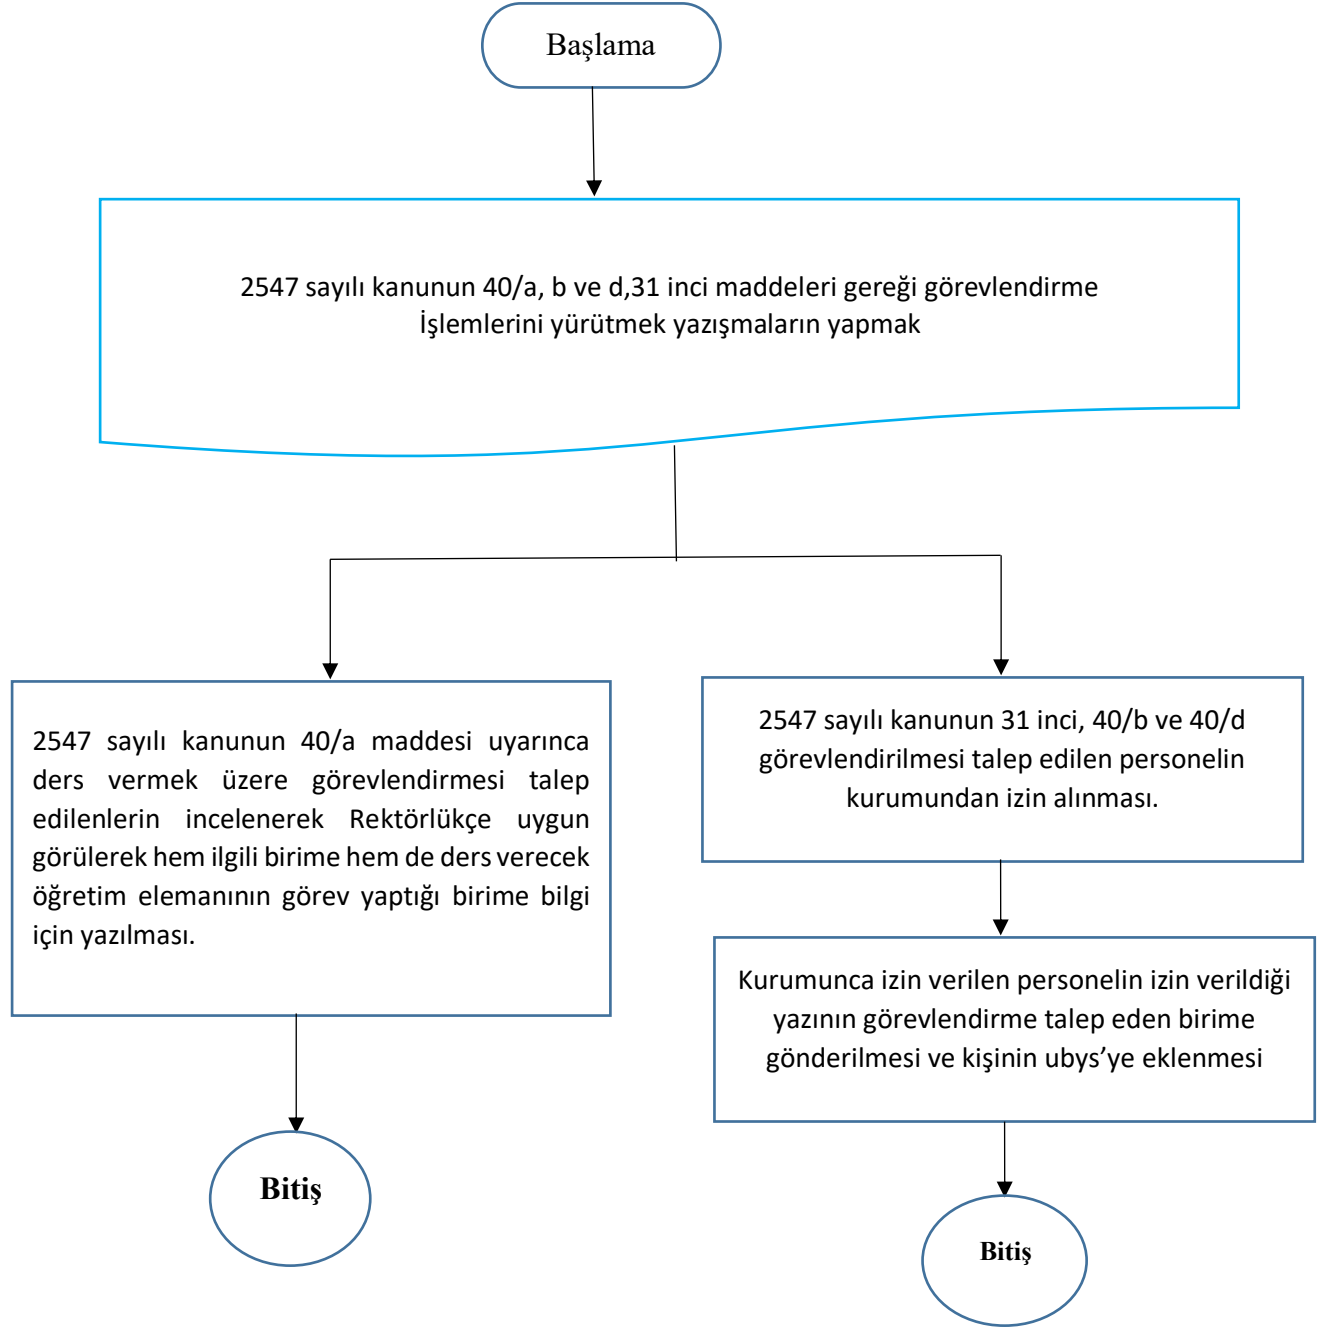 Başlama
2547 sayılı kanunun 40/a, b ve d,31 inci maddeleri gereği görevlendirme
İşlemlerini yürütmek yazışmaların yapmak
2547 sayılı kanunun 40/a maddesi uyarınca
ders vermek üzere görevlendirmesi talep
edilenlerin incelenerek Rektörlükçe uygun
görülerek hem ilgili birime hem de ders verecek
öğretim elemanının görev yaptığı birime bilgi
için yazılması.
2547 sayılı kanunun 31 inci, 40/b ve 40/d
görevlendirilmesi talep edilen personelin
kurumundan izin alınması.
Kurumunca izin verilen personelin izin verildiği
yazının görevlendirme talep eden birime
gönderilmesi ve kişinin ubys’ye eklenmesi
Bitiş
Bitiş